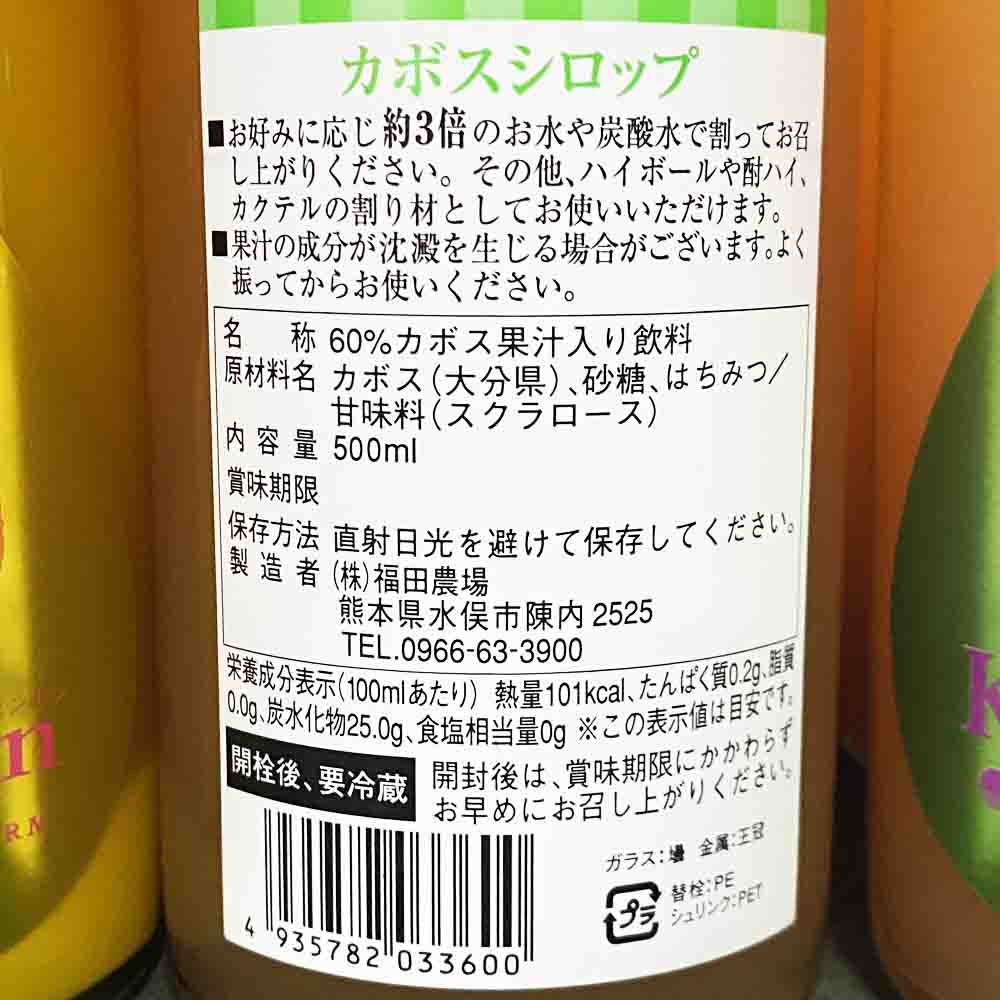 カボスシロップ
■お好みに応じ約3倍のお水や炭酸水で割ってお召
し上がりください。その他、ハイボールや酎ハイ、
カクテルの割り材としてお使いいただけます。
■果汁の成分が沈澱を生じる場合がございます。よく
振ってからお使いください。
名称 60%カボス果汁入り飲料
原材料名 カボス(大分県)、砂糖、はちみつ/
甘味料(スクラロース)
内容量 500ml
賞味期限
保存方法 直射日光を避けて保存してください。
製造者 (株)福田農場
熊本県水俣市陳内2525
TEL.0966-63-3900
栄養成分表示(100mlあたり) 熱量101kcal、たんぱく質0.2g、脂質
0.0g、炭水化物25.0g、食塩相当量0g ※この表示値は目安です。
開栓後、要冷蔵
開封後は、賞味期限にかかわらず
お早めにお召し上がりください。
ガラス:壜 金属:王冠
プラ
替栓:PE
シュリンク:PET
4 935782 033600
n
RN
k